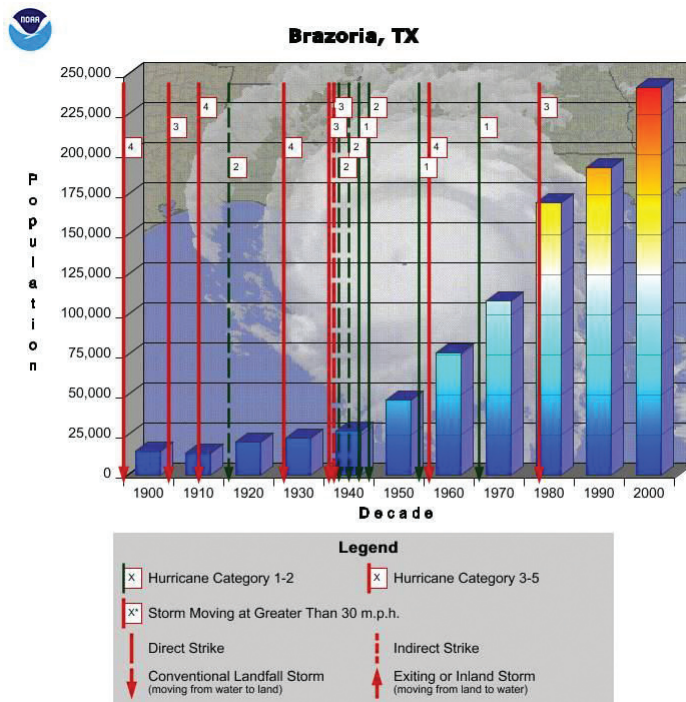 NOAA
Brazoria, TX
250,000
225,000
200,000
175,000
150,000
125,000
100,000
75,000
50,000
25,000
0
Population
4
3
4
2
4
3
3
2
2
1
2
1
4
1
3
1900 1910 1920 1930 1940 1950 1960 1970 1980 1990 2000
Decade
Legend
X Hurricane Category 1-2
X Hurricane Category 3-5
X* Storm Moving at Greater Than 30 m.p.h.
Direct Strike
Indirect Strike
Conventional Landfall Storm
(moving from water to land)
Exiting or Inland Storm
(moving from land to water)